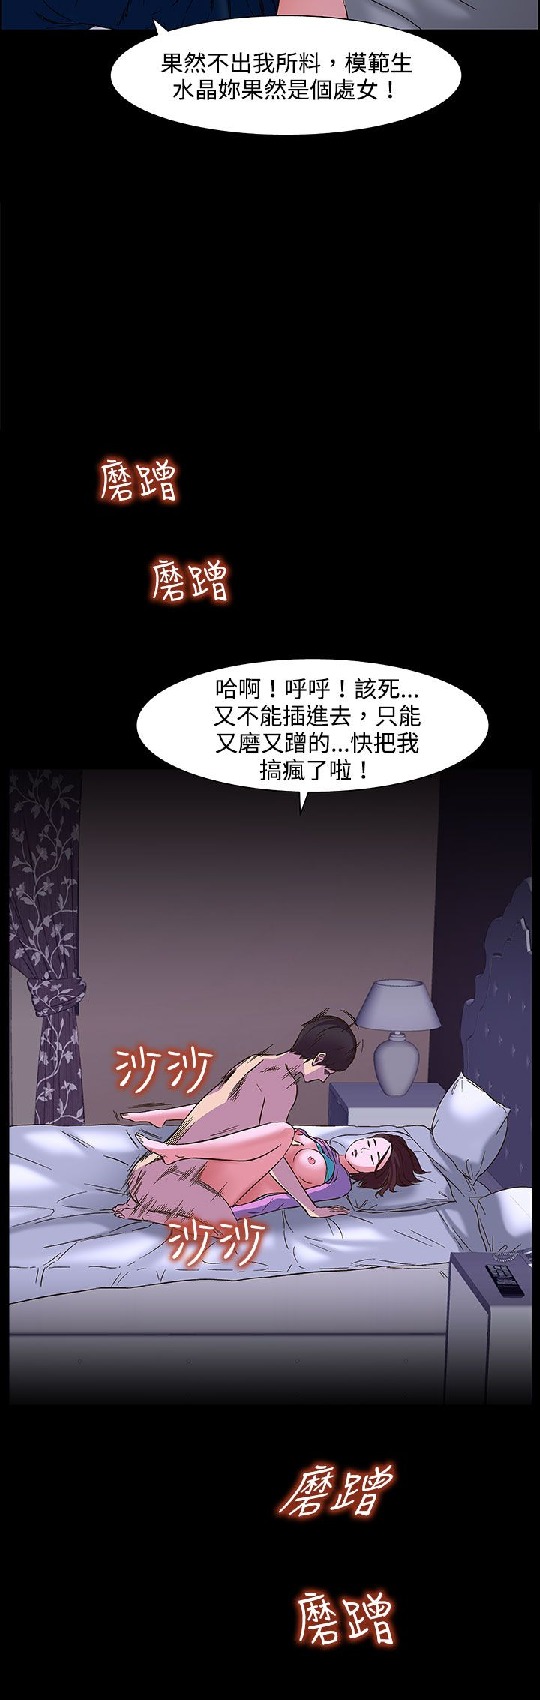 果然不出我所料，模範生
水晶妳果然是個處女！
磨蹭
磨蹭
哈啊！呼呼！該死...
又不能插進去，只能
又磨又蹭的...快把我
搞瘋了啦！
沙沙
沙沙
磨蹭
磨蹭